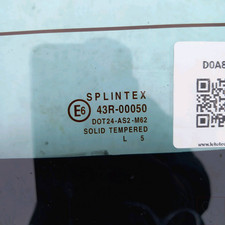 SPLINTEX
E6 43R-00050
DOT24-AS2-M62
SOLID TEMPERED
L 5
D0A8